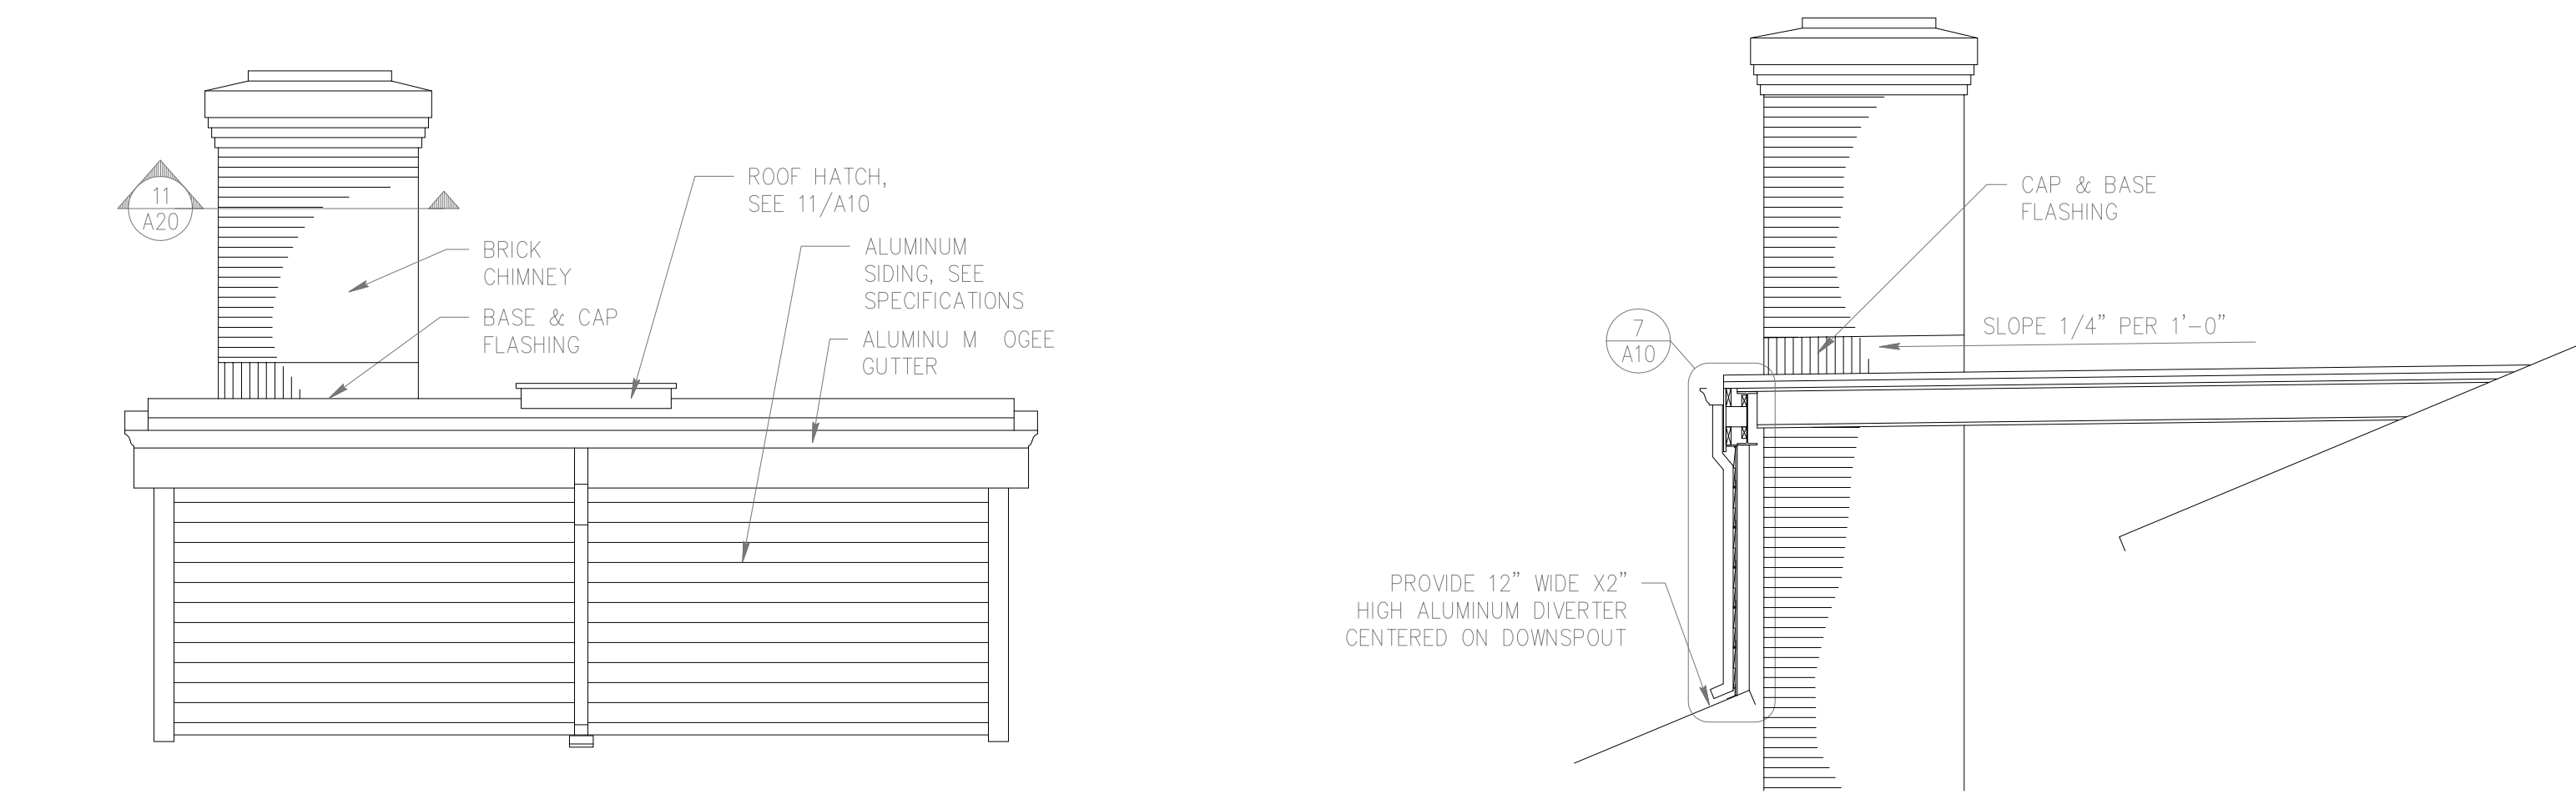 11
A20
ROOF HATCH,
SEE 11/A10
BRICK
CHIMNEY
ALUMINUM
SIDING, SEE
SPECIFICATIONS
BASE & CAP
FLASHING
ALUMINU M OGEE
GUTTER
CAP & BASE
FLASHING
7
A10
SLOPE 1/4” PER 1'-0”
PROVIDE 12” WIDE X2”
HIGH ALUMINUM DIVERTER
CENTERED ON DOWNSPOUT